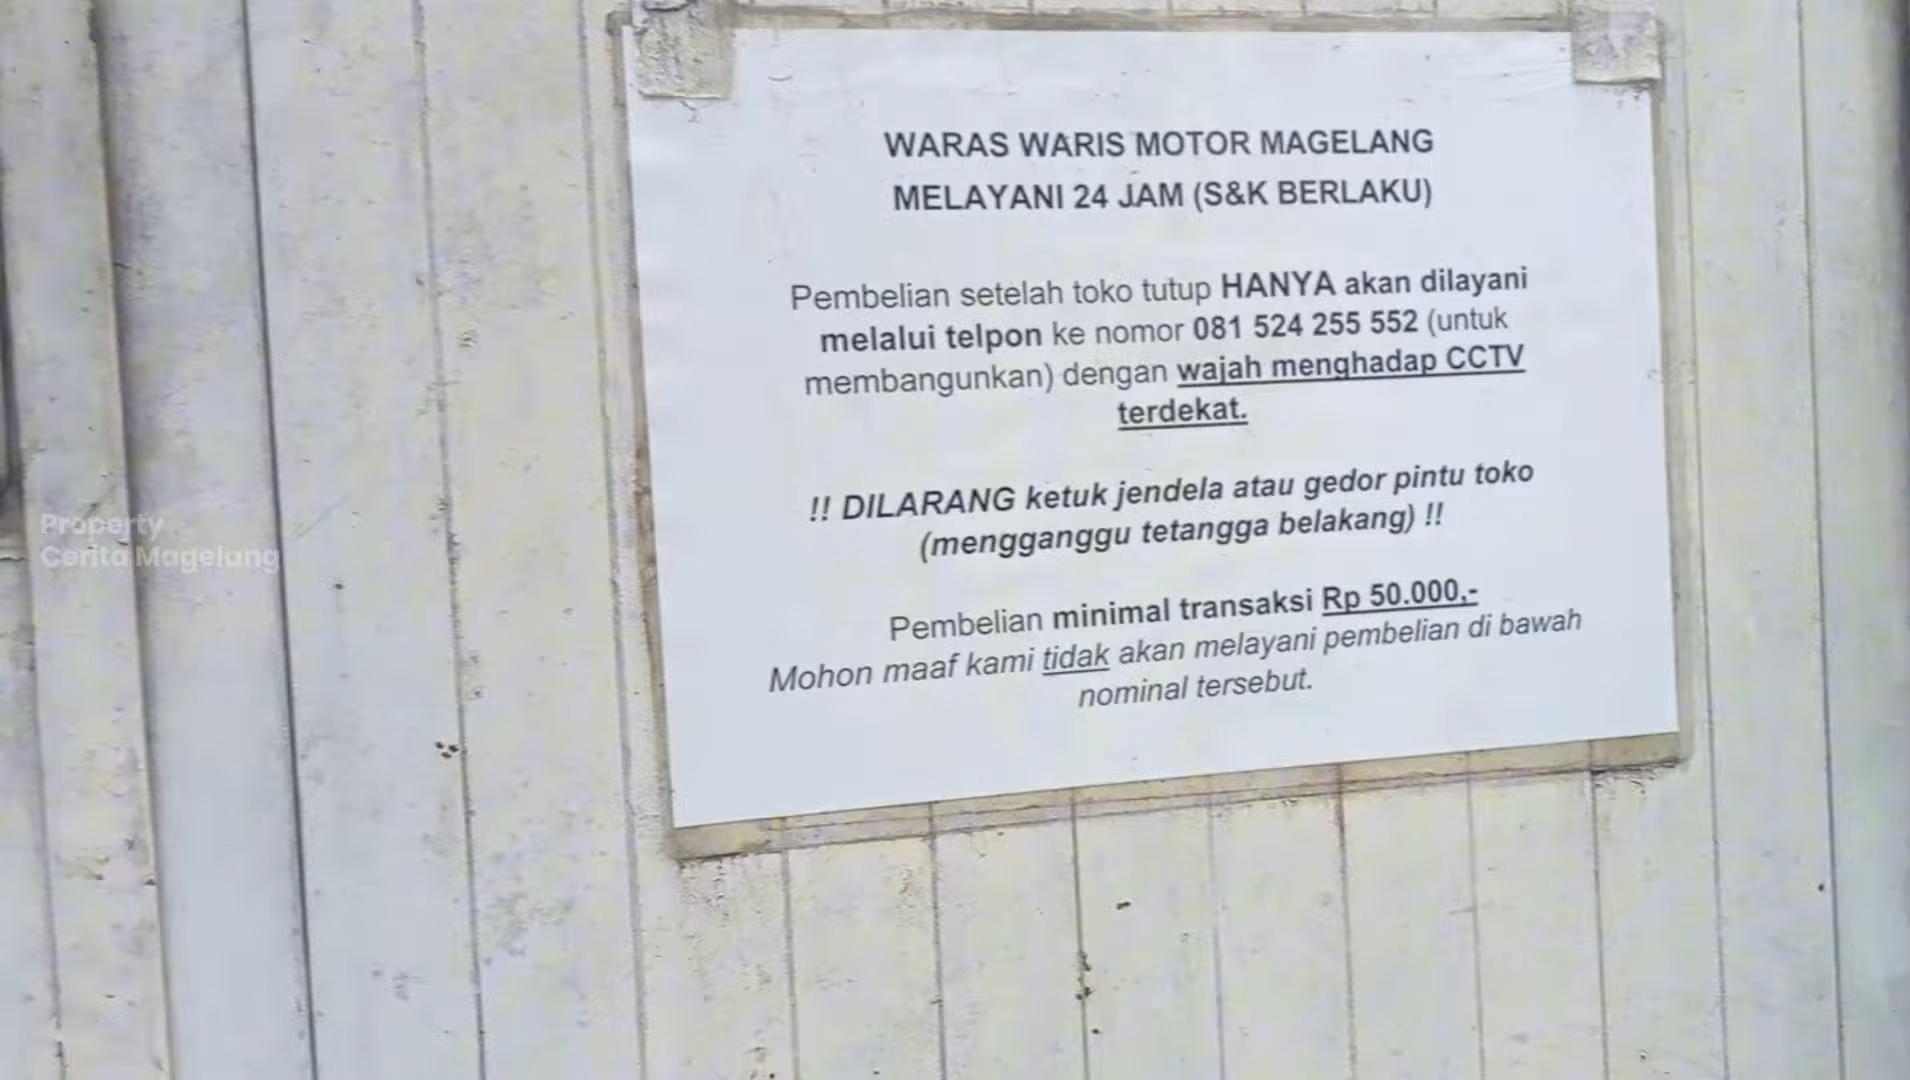 WARAS WARIS MOTOR MAGELANG
MELAYANI 24 JAM (S&K BERLAKU)
Pembelian setelah toko tutup HANYA akan dilayani
melalui telpon ke nomor 081 524 255 552 (untuk
membangunkan) dengan wajah menghadap CCTV
terdekat.
!! DILARANG ketuk jendela atau gedor pintu toko
(mengganggu tetangga belakang) !!
Pembelian minimal transaksi Rp 50.000,-
Mohon maaf kami tidak akan melayani pembelian di bawah
nominal tersebut.
Property
Cerita Magelung